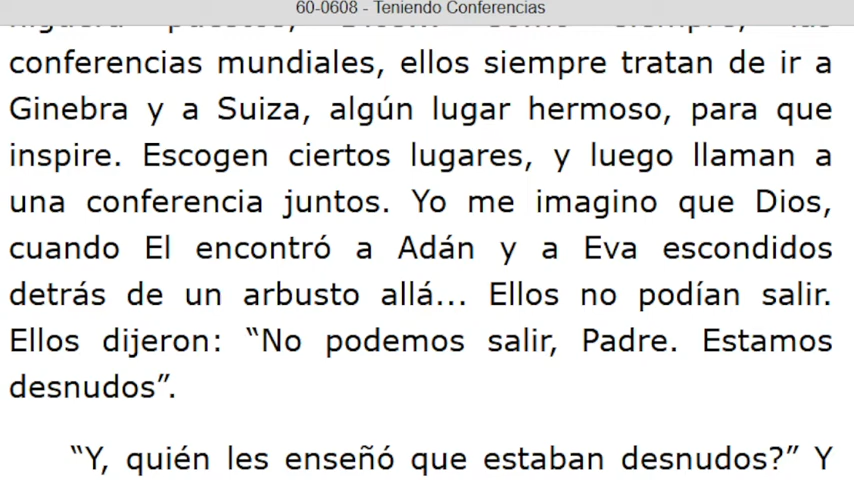 60-0608 - Teniendo Conferencias
conferencias mundiales, ellos siempre tratan de ir a
Ginebra y a Suiza, algún lugar hermoso, para que
inspire. Escogen ciertos lugares, y luego llaman a
una conferencia juntos. Yo me imagino que Dios,
cuando El encontró a Adán y a Eva escondidos
detrás de un arbusto allá... Ellos no podían salir.
Ellos dijeron: “No podemos salir, Padre. Estamos
desnudos”.
“Y, quién les enseñó que estaban desnudos?” Y